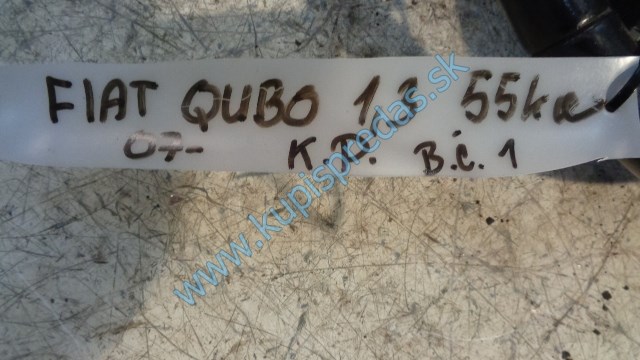 FIAT QUBO 1,3 55kw
07- K.D. B.č. 1
www.kupispredas.sk